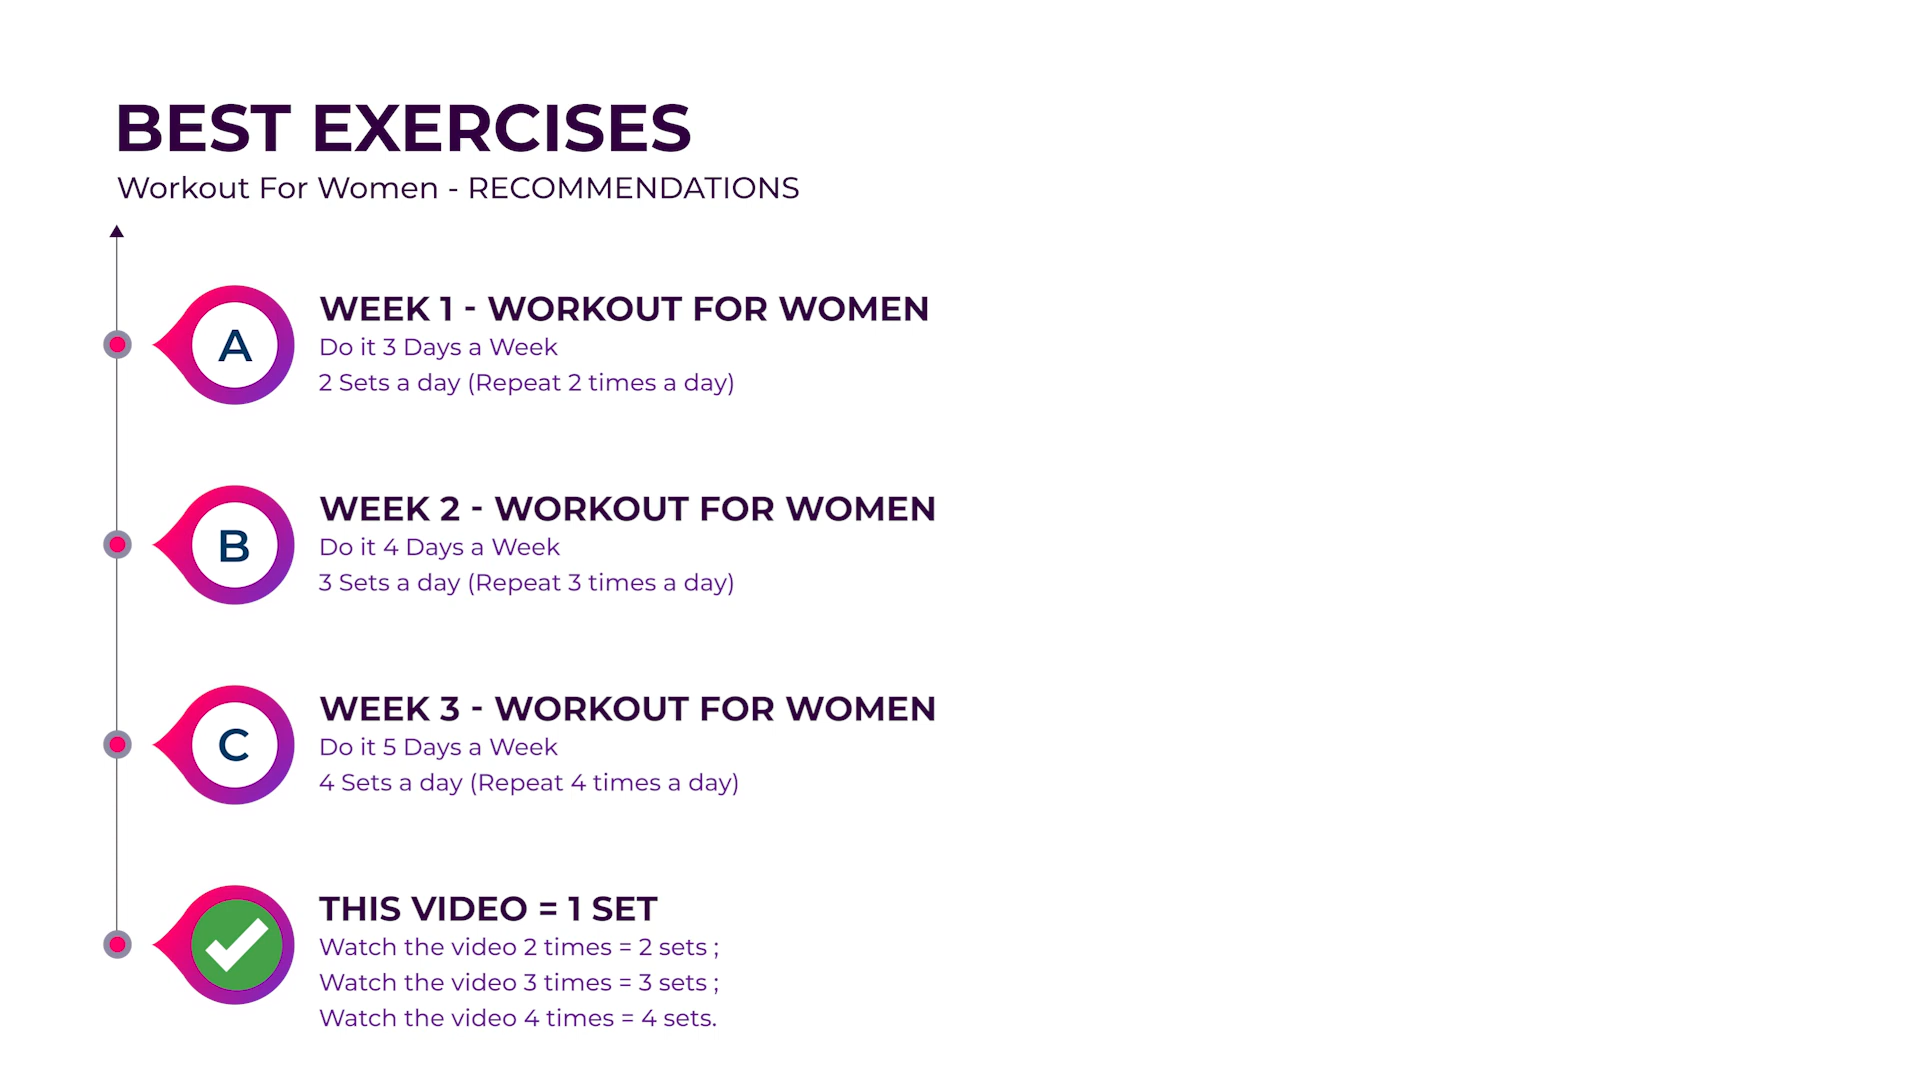 BEST EXERCISES
Workout For Women - RECOMMENDATIONS
A
WEEK 1 - WORKOUT FOR WOMEN
Do it 3 Days a Week
2 Sets a day (Repeat 2 times a day)
B
WEEK 2 - WORKOUT FOR WOMEN
Do it 4 Days a Week
3 Sets a day (Repeat 3 times a day)
C
WEEK 3 - WORKOUT FOR WOMEN
Do it 5 Days a Week
4 Sets a day (Repeat 4 times a day)
THIS VIDEO = 1 SET
Watch the video 2 times = 2 sets ;
Watch the video 3 times = 3 sets ;
Watch the video 4 times = 4 sets.